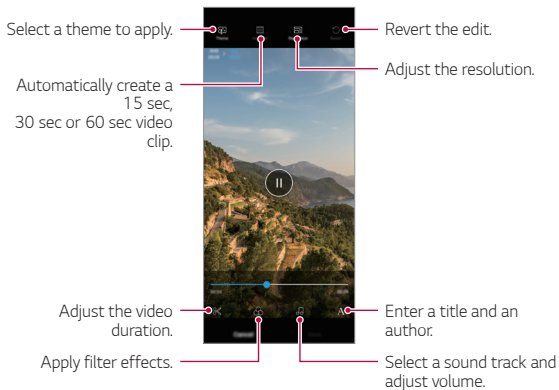 Select a theme to apply.
Revert the edit.
Adjust the resolution.
Automatically create a
15 sec,
30 sec or 60 sec video
clip.
Theme
A
Adjust the video
duration.
Enter a title and an
author.
Cancel
Apply filter effects.
Select a sound track and
adjust volume.